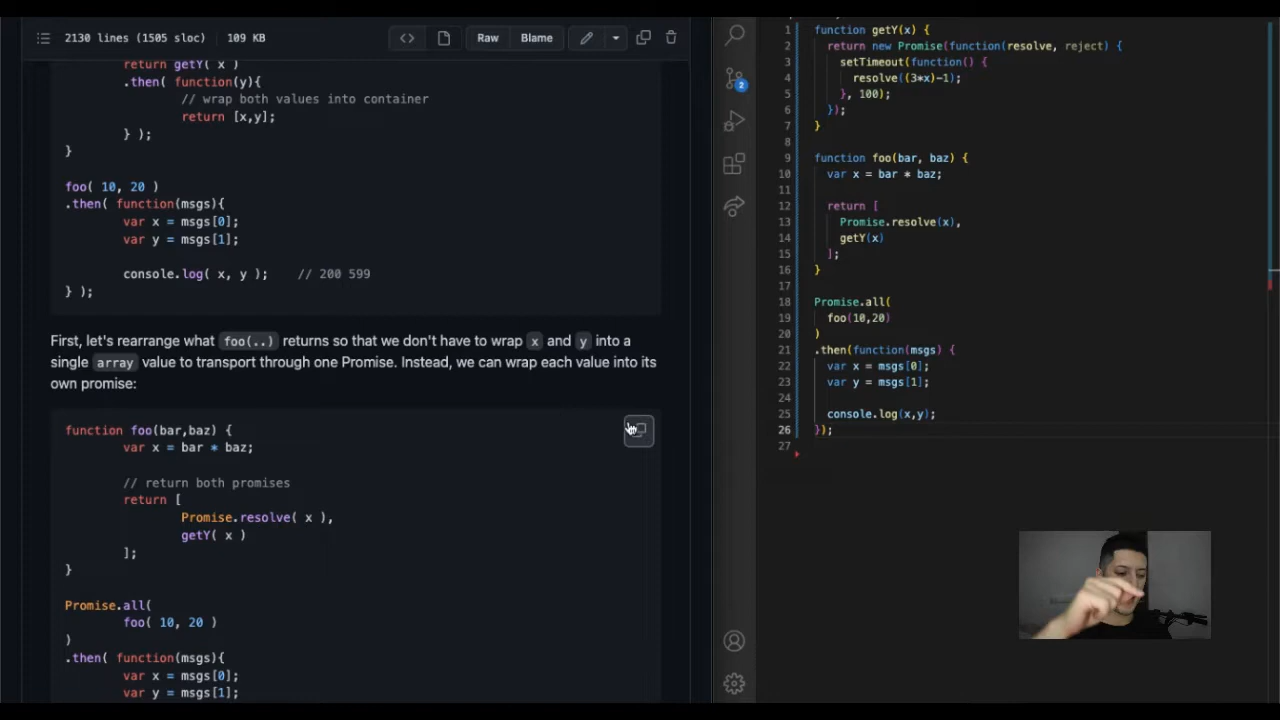 2130 lines (1505 sloc)
109 KB
Raw
Blame
return getY( x )
.then( function(y){
// wrap both values into container
return [x,y];
} );
}
foo( 10, 20 )
.then( function(msgs){
var x = msgs[0];
var y = msgs[1];
console.log( x, y );    // 200 599
} );
First, let's rearrange what foo(..) returns so that we don't have to wrap x and y into a
single array value to transport through one Promise. Instead, we can wrap each value into its
own promise:
function foo(bar,baz) {
var x = bar * baz;
// return both promises
return [
Promise.resolve( x ),
getY( x )
];
}
Promise.all(
foo( 10, 20 )
)
.then( function(msgs){
var x = msgs[0];
var y = msgs[1];
2
1 function getY(x) {
2 return new Promise(function(resolve, reject) {
3 setTimeout(function() {
4 resolve((3*x)-1);
5 }, 100);
6 });
7 }
8
9 function foo(bar, baz) {
10 var x = bar * baz;
11
12 return [
13 Promise.resolve(x),
14 getY(x)
15 ];
16 }
17
18 Promise.all(
19 foo(10,20)
20 )
21 .then(function(msgs) {
22 var x = msgs[0];
23 var y = msgs[1];
24
25 console.log(x,y);
26 });
27